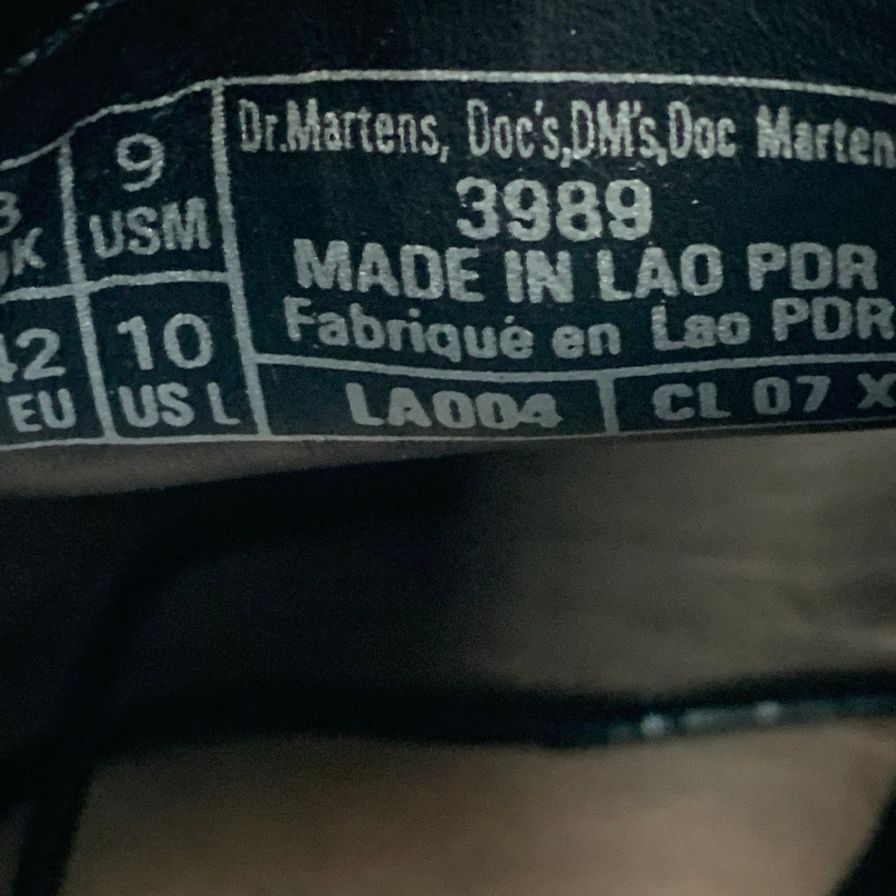 9
USM
10
US L
EU
Dr.Martens, Doc's,DM's,Doc Marten
3989
MADE IN LAO PDR
Fabriqué en Lao PDR
LA004
CL 07 X